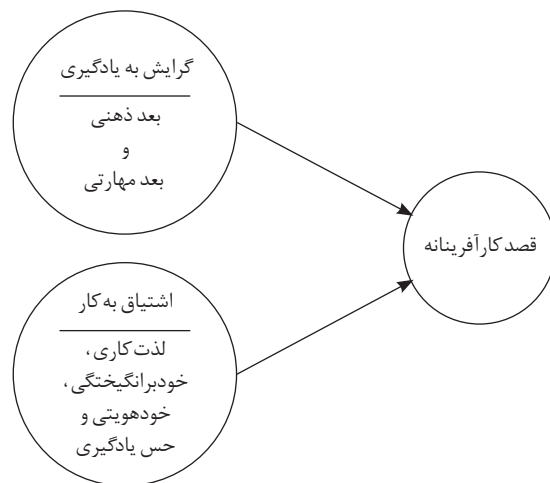 گرایش به یادگیری
بعد ذهنی
و
بعد مهارتی
قصد کارآفرینانه
اشتیاق به کار
لذت کاری،
خودبرانگیختگی،
خودهویتی و
حس یادگیری